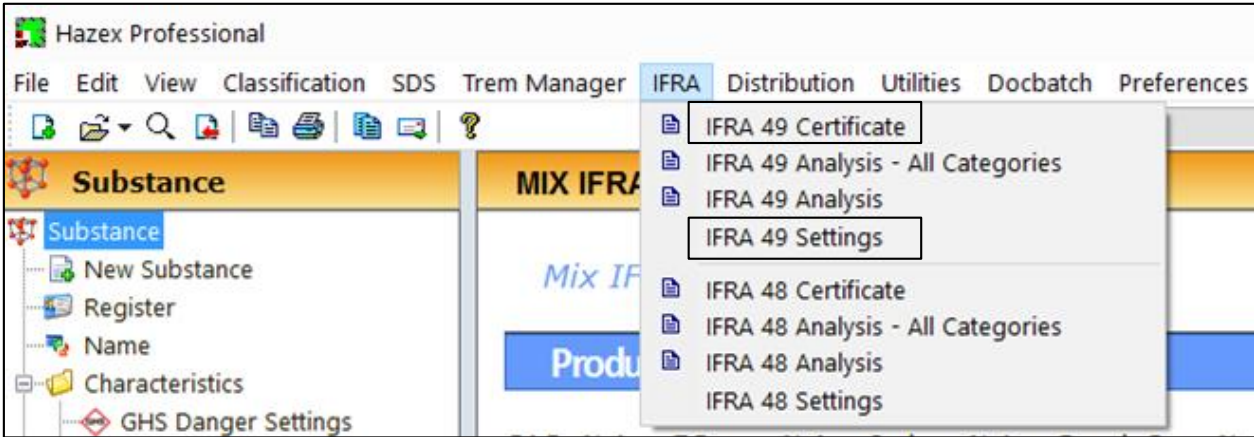 Hazex Professional
File Edit View Classification SDS Trem Manager IFRA Distribution Utilities Docbatch Preferences
IFRA 49 Certificate
IFRA 49 Analysis - All Categories
IFRA 49 Analysis
IFRA 49 Settings
IFRA 48 Certificate
IFRA 48 Analysis - All Categories
IFRA 48 Analysis
IFRA 48 Settings
Substance
Substance
New Substance
Register
Name
Characteristics
GHS Danger Settings
MIX IFRA
Mix IF
Produ